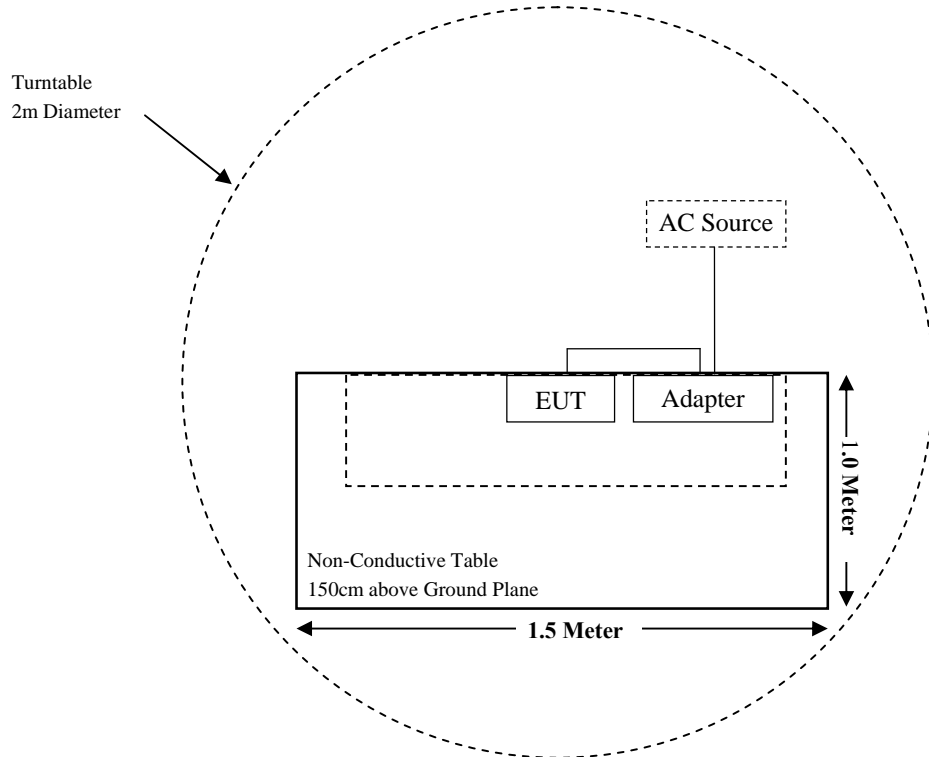 Turntable
2m Diameter
AC Source
EUT
Adapter
1.0 Meter
Non-Conductive Table
150cm above Ground Plane
1.5 Meter